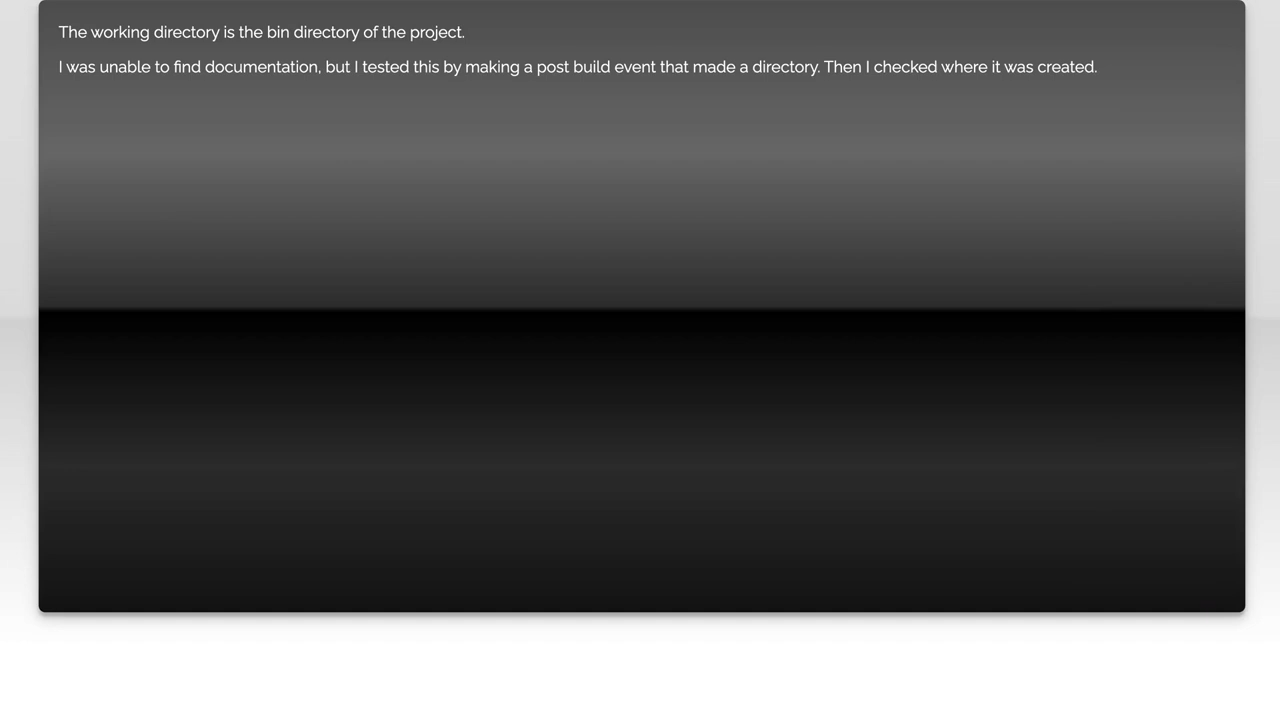 The working directory is the bin directory of the project.
I was unable to find documentation, but I tested this by making a post build event that made a directory. Then I checked where it was created.